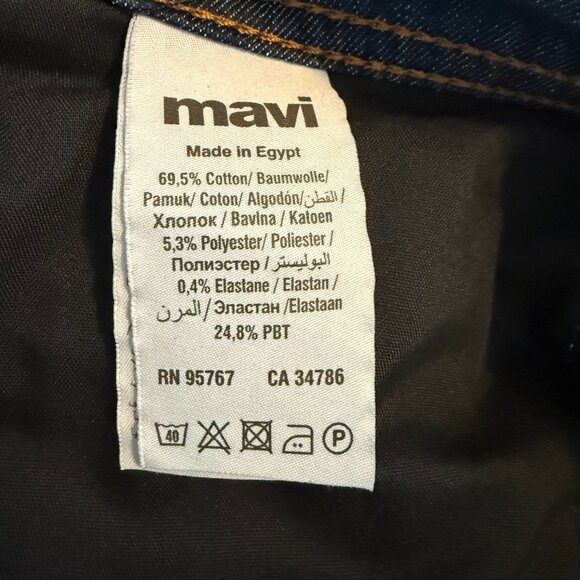 mavi
Made in Egypt
69,5% Cotton/ Baumwolle/
Pamuk/ Coton/ Algodón/القطن /
Хлопок / Bavlna / Katoen
5,3% Polyester/ Poliester /
Полиэстер / البوليستر/
0,4% Elastane / Elastan /
المرن / Эластан /Elastaan
24,8% PBT
RN 95767 CA 34786
40 P